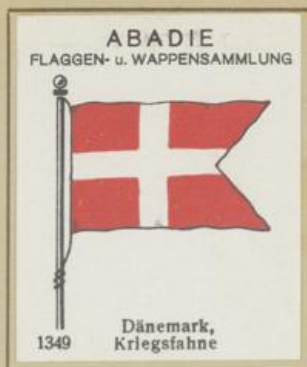 ABADIE
FLAGGEN- u. WAPPENSAMMLUNG
1349
Dänemark,
Kriegsfahne